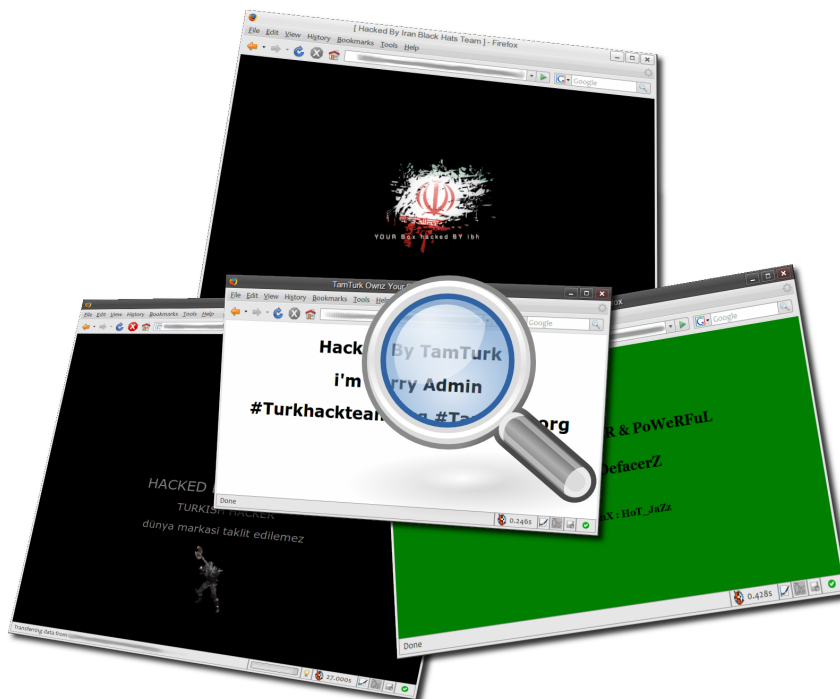 [ Hacked By Iran Black Hats Team ] - Firefox
File Edit View History Bookmarks Tools Help
Google
YOUR Box hacked BY ibh
TamTurk Ownz Your
File Edit View History Bookmarks Tools Help
Google
Hack By TamTurk
i'm rry Admin
#Turkhackteam
Done
0.246s
File Edit View History Bookmarks Tools Help
HACKED
TURKISH HACKER
dünya markasi taklit edilemez
Transferring data from
27.000s
Google
R & PoWeRFuL
DefacerZ
: HoT_JaZz
Done
0.428s